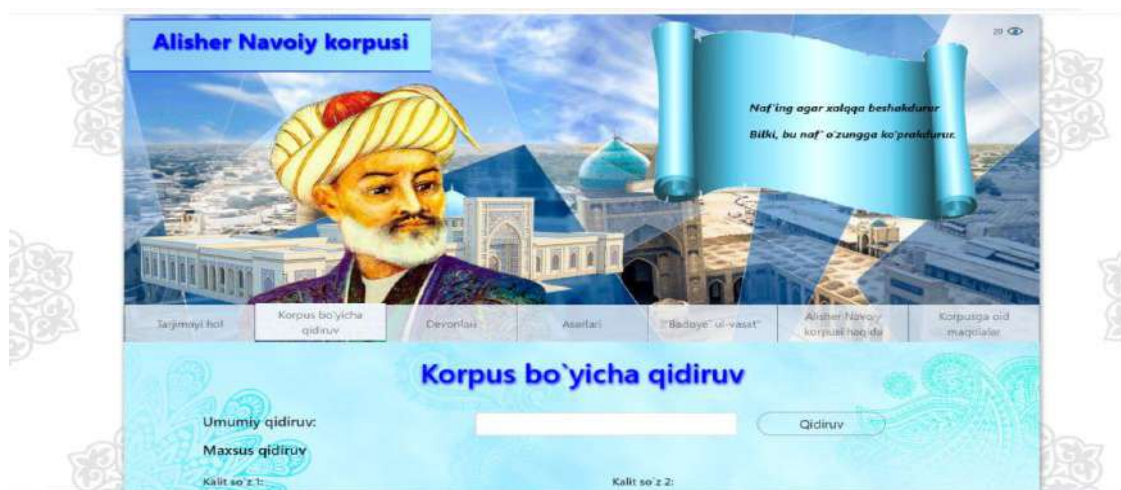 Alisher Navoiy korpusi
20
Naf`ing agar xalqqa beshakdurur
Bilki, bu naf` o`zungga ko`prakdurur.
Tarjimayi hol
Korpus bo`yicha
qidiruv
Devonlari
Asarlari
"Badoye` ul-vasat"
Alisher Navoiy
korpusi haqida
Korpusga oid
maqolalar
Korpus bo`yicha qidiruv
Umumiy qidiruv:
Qidiruv
Maxsus qidiruv
Kalit so`z 1:
Kalit so`z 2: